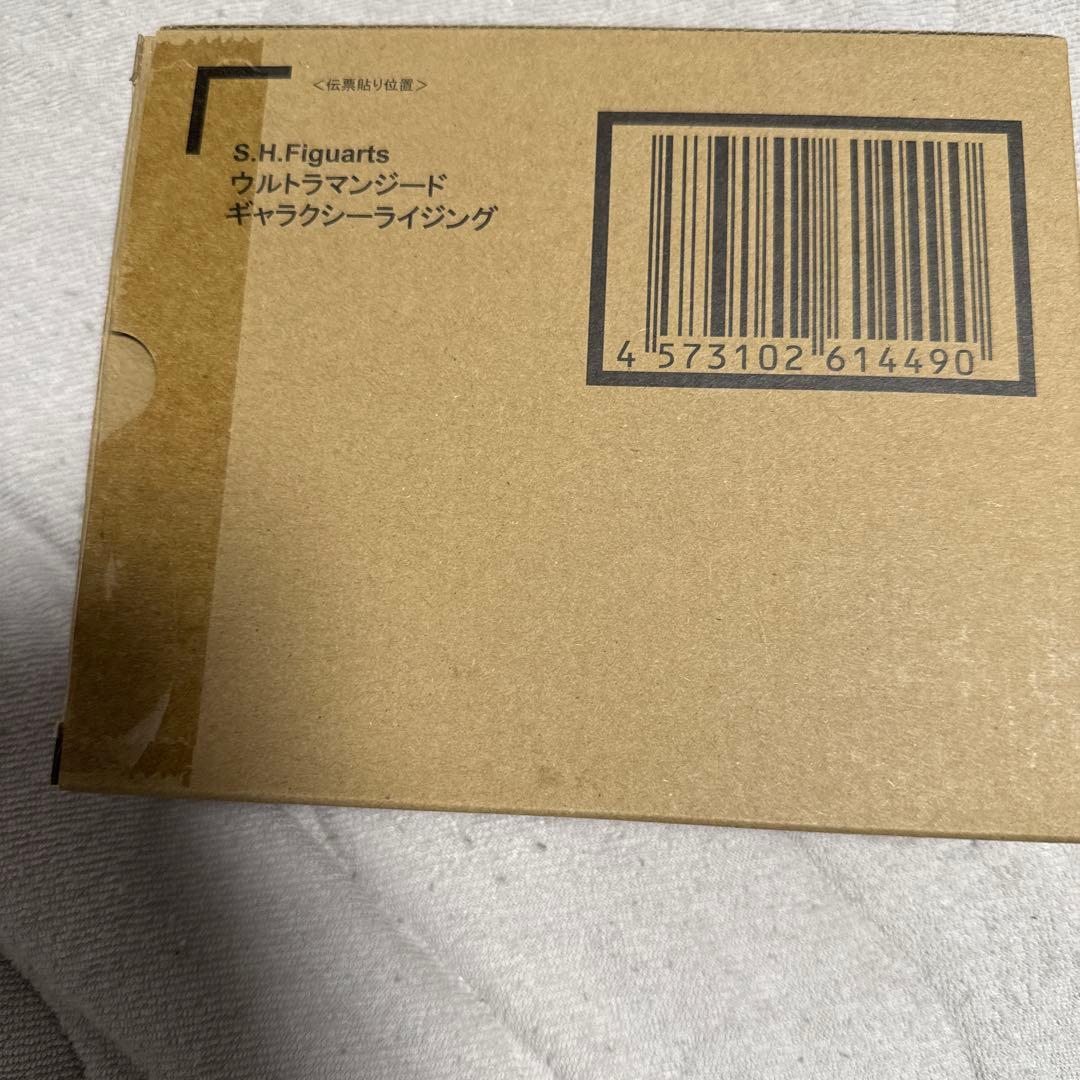 ＜伝票貼り位置＞
S.H.Figuarts
ウルトラマンジード
ギャラクシーライジング
4 573102 614490